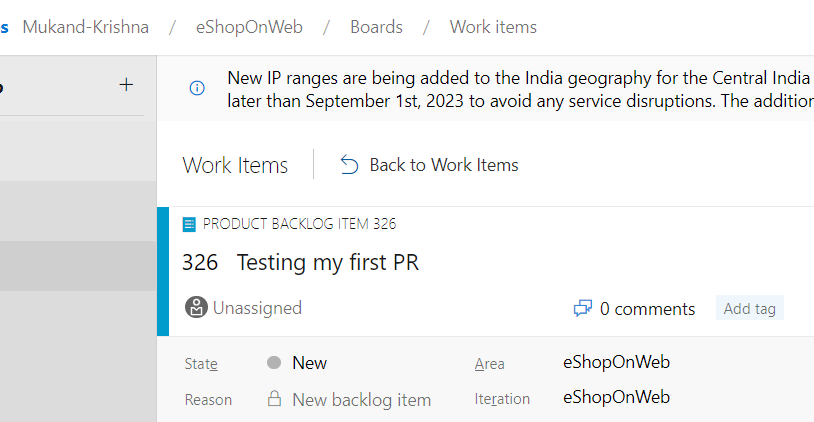 s Mukand-Krishna / eShopOnWeb / Boards / Work items
New IP ranges are being added to the India geography for the Central India
later than September 1st, 2023 to avoid any service disruptions. The addition
Work Items Back to Work Items
PRODUCT BACKLOG ITEM 326
326 Testing my first PR
Unassigned 0 comments Add tag
State New Area eShopOnWeb
Reason New backlog item Iteration eShopOnWeb